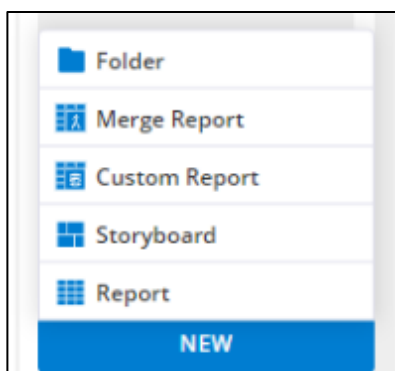 Folder
Merge Report
Custom Report
Storyboard
Report
NEW